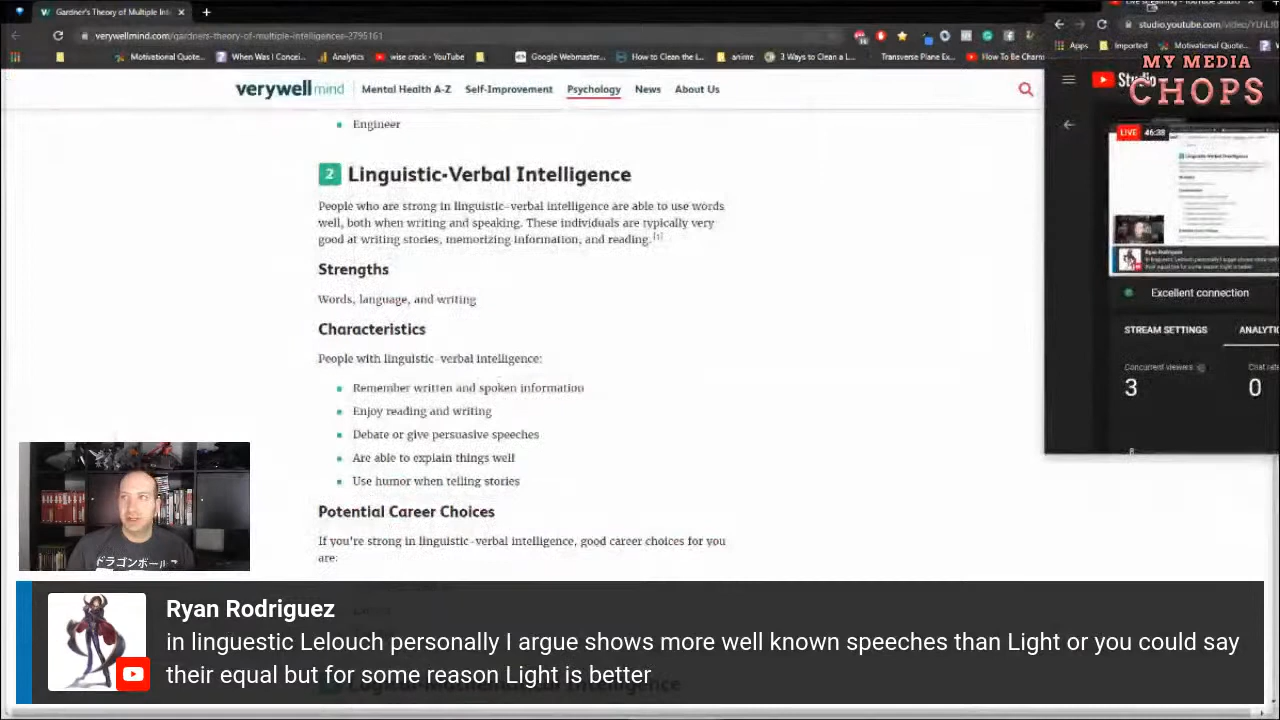 Gardner's Theory of Multiple Int
verywellmind.com/gardners-theory-of-multiple-intelligences-2795161
studio.youtube.com/video/
Motivational Quote...
When Was I Concei...
Analytics
wise crack - YouTube
Google Webmaster...
How to Clean the L...
anime
3 Ways to Clean a L...
Transverse Plane Ex...
How To Be Charm
Apps
Imported
Motivational Quote...
MY MEDIA
CHOPS
verywell mind
Mental Health A-Z
Self-Improvement
Psychology
News
About Us
Engineer
LIVE 46:38
2 Linguistic-Verbal Intelligence
People who are strong in linguistic-verbal intelligence are able to use words
well, both when writing and speaking. These individuals are typically very
good at writing stories, memorizing information, and reading.[1]
Strengths
Words, language, and writing
Characteristics
People with linguistic-verbal intelligence:
Remember written and spoken information
Enjoy reading and writing
Debate or give persuasive speeches
Are able to explain things well
Use humor when telling stories
Potential Career Choices
If you're strong in linguistic-verbal intelligence, good career choices for you
are:
Excellent connection
STREAM SETTINGS
ANALYTIC
Concurrent viewers
3
Chat rate
0
ドラゴンボール
Ryan Rodriguez
in linguestic Lelouch personally I argue shows more well known speeches than Light or you could say
their equal but for some reason Light is better